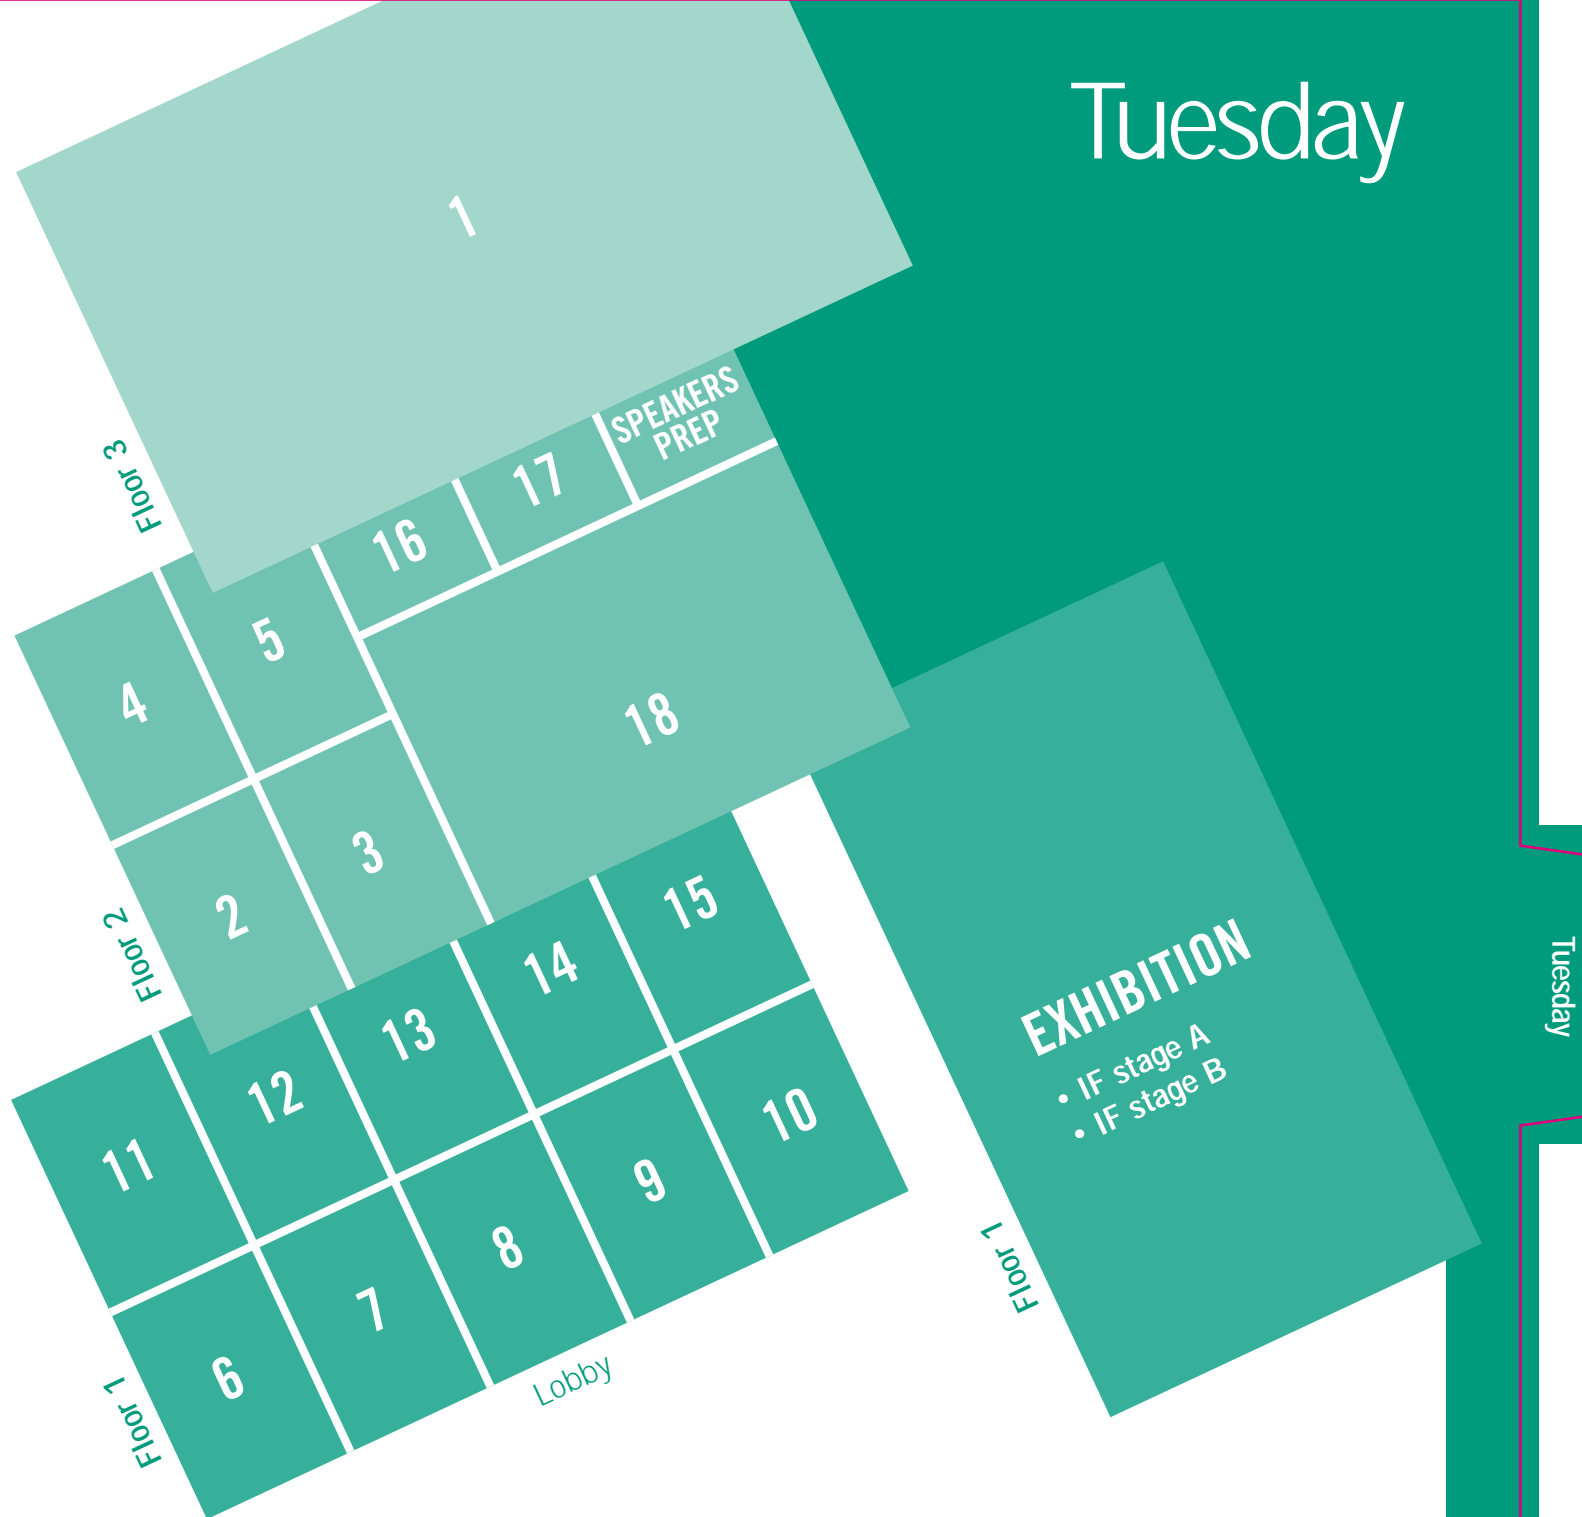 Tuesday
1
Floor 3
SPEAKERS
PREP
17
16
5
4
18
3
2
Floor 2
15
14
13
12
11
10
9
8
7
6
Floor 1
Lobby
EXHIBITION
• IF stage A
• IF stage B
Floor 1
Tuesday